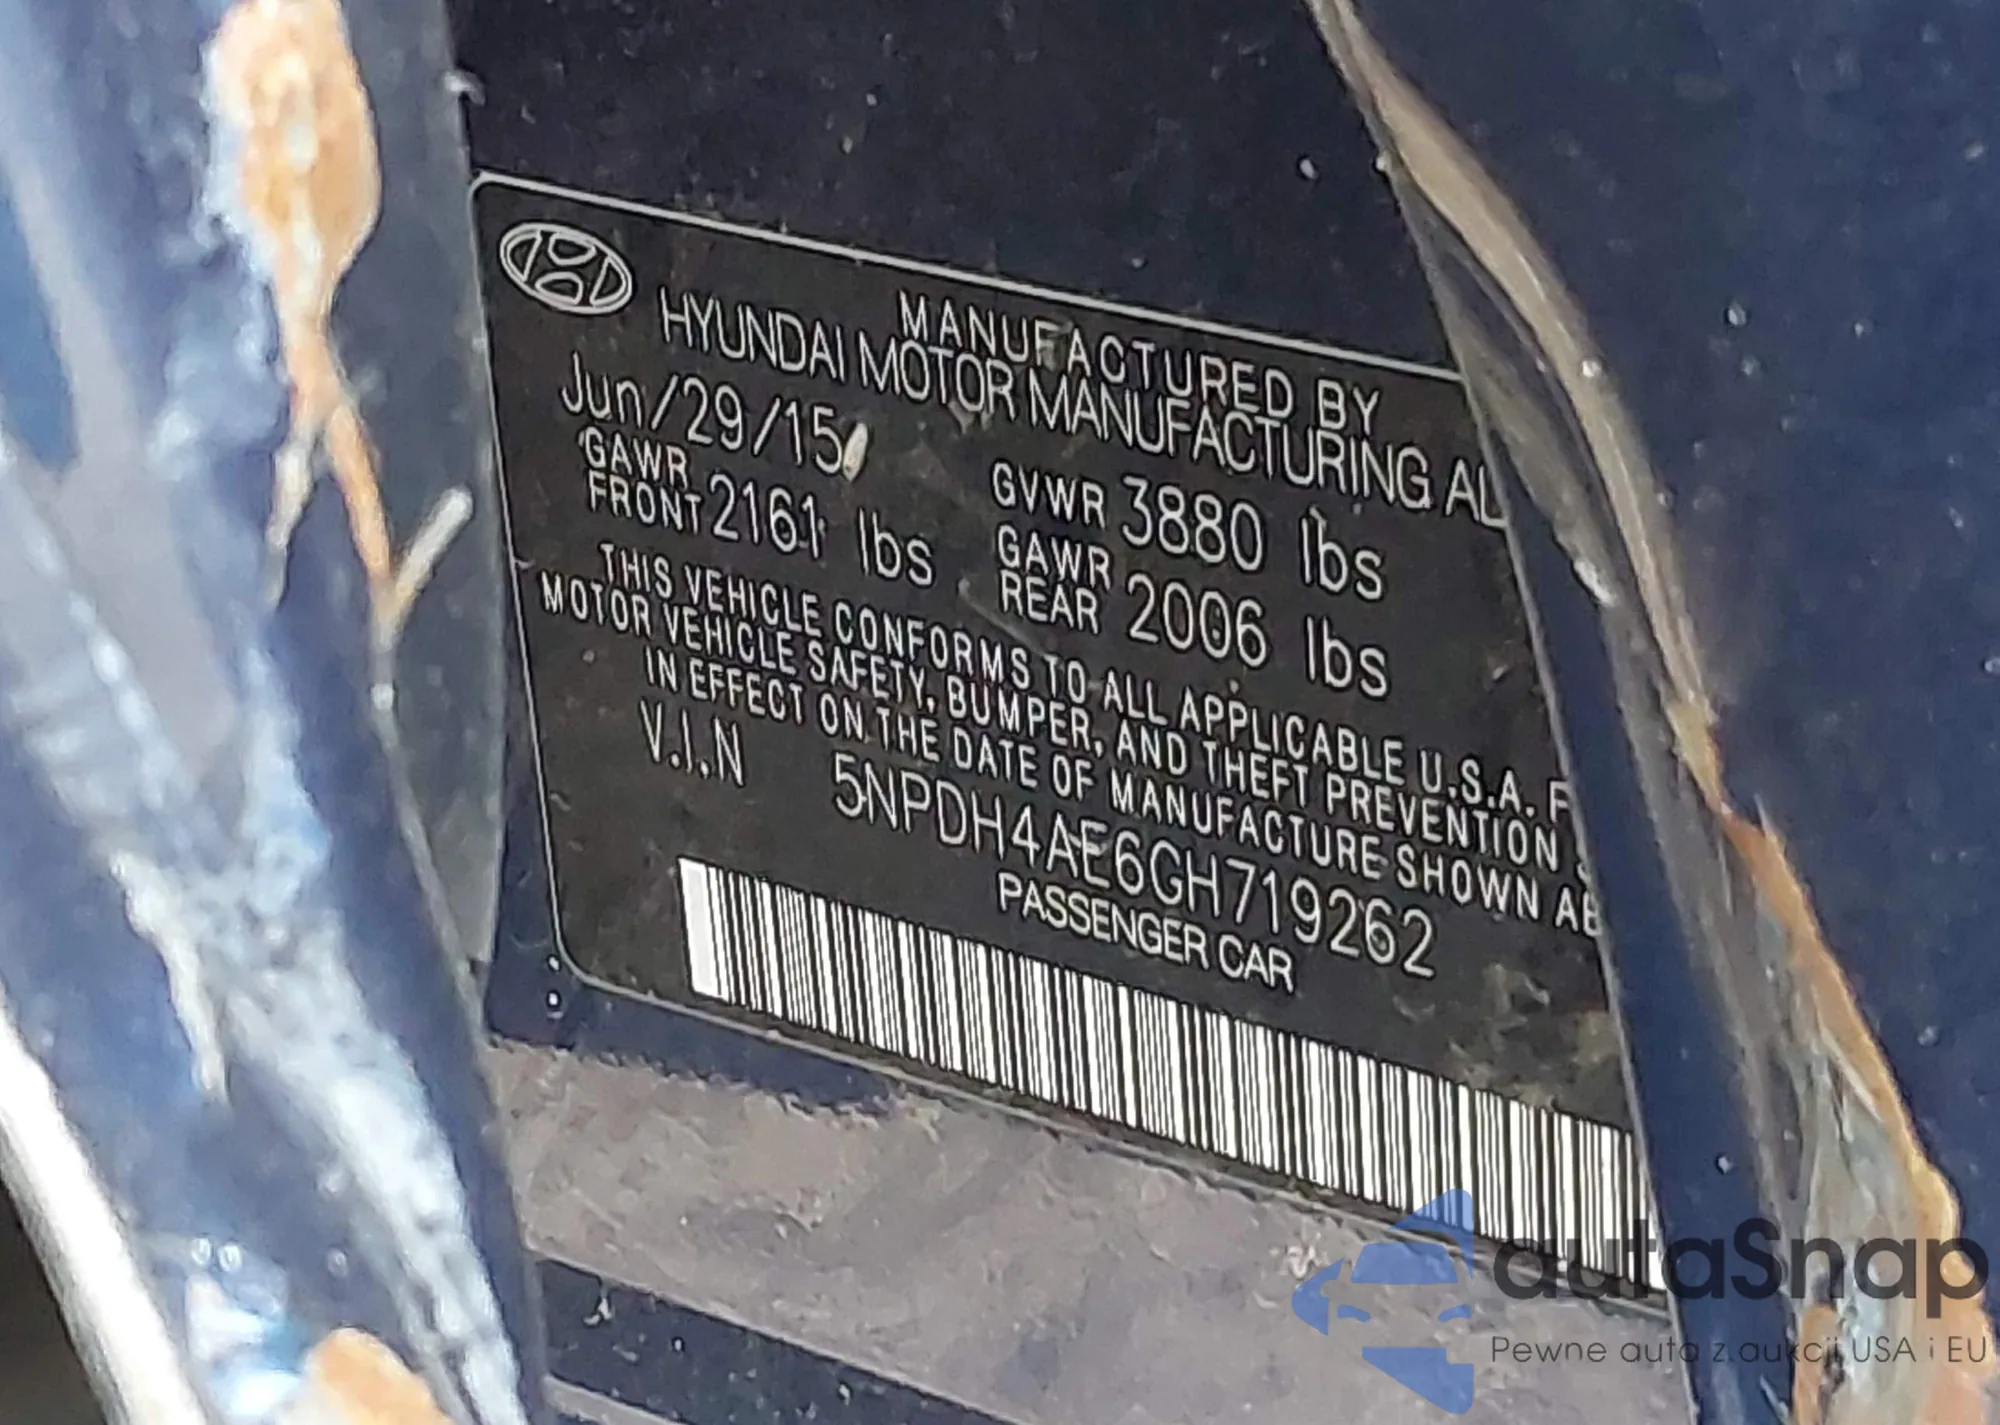 MANUFACTURED BY
HYUNDAI MOTOR MANUFACTURING AL
Jun/29/15 GVWR 3880 lbs
GAWR FRONT 2161 lbs GAWR REAR 2006 lbs
THIS VEHICLE CONFORMS TO ALL APPLICABLE U.S.A. F
MOTOR VEHICLE SAFETY, BUMPER, AND THEFT PREVENTION
IN EFFECT ON THE DATE OF MANUFACTURE SHOWN AB
V.I.N 5NPDH4AE6GH719262
PASSENGER CAR
autaSnap
Pewne auta z aukcji USA i EU